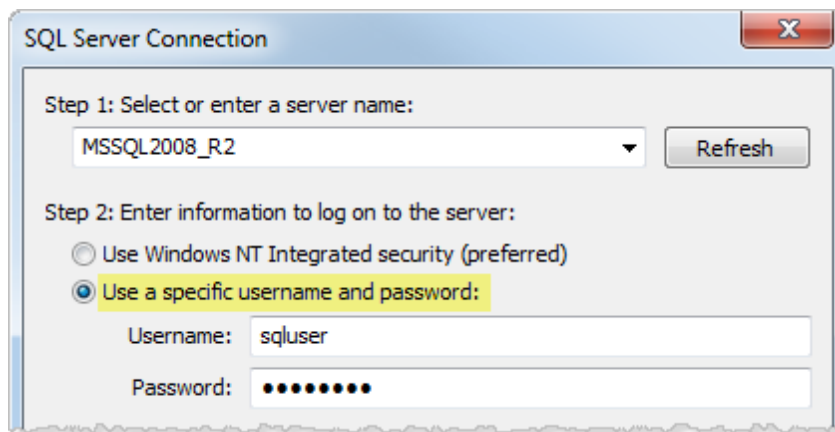 SQL Server Connection
Step 1: Select or enter a server name:
MSSQL2008_R2 Refresh
Step 2: Enter information to log on to the server:
Use Windows NT Integrated security (preferred)
Use a specific username and password:
Username: sqluser
Password: ●●●●●●●●